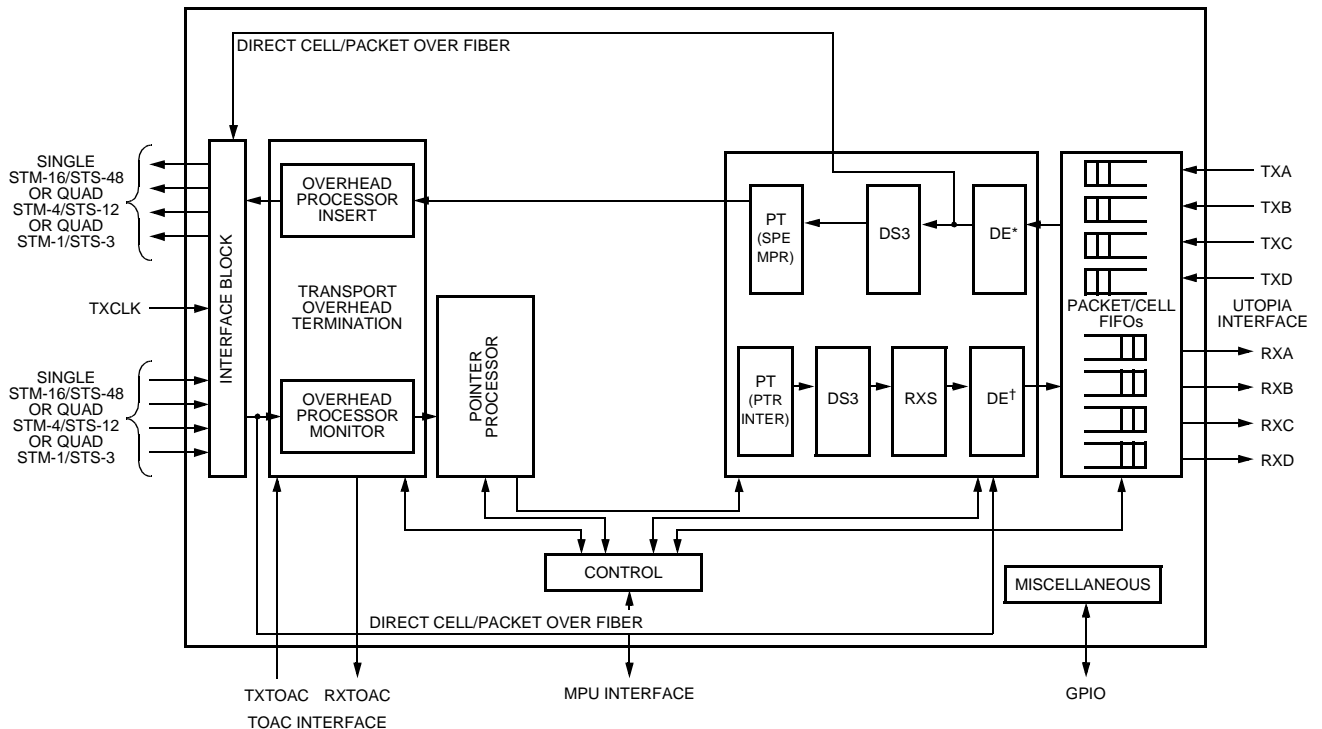 DIRECT CELL/PACKET OVER FIBER
SINGLE
STM-16/STS-48
OR QUAD
STM-4/STS-12
OR QUAD
STM-1/STS-3
TXCLK
SINGLE
STM-16/STS-48
OR QUAD
STM-4/STS-12
OR QUAD
STM-1/STS-3
INTERFACE BLOCK
OVERHEAD
PROCESSOR
INSERT
TRANSPORT
OVERHEAD
TERMINATION
OVERHEAD
PROCESSOR
MONITOR
POINTER
PROCESSOR
PT
(SPE
MPR)
DS3
DE*
PT
(PTR
INTER)
DS3
RXS
DE†
PACKET/CELL
FIFOs
TXA
TXB
TXC
TXD
UTOPIA
INTERFACE
RXA
RXB
RXC
RXD
CONTROL
MISCELLANEOUS
DIRECT CELL/PACKET OVER FIBER
TXTOAC RXTOAC
TOAC INTERFACE
MPU INTERFACE
GPIO